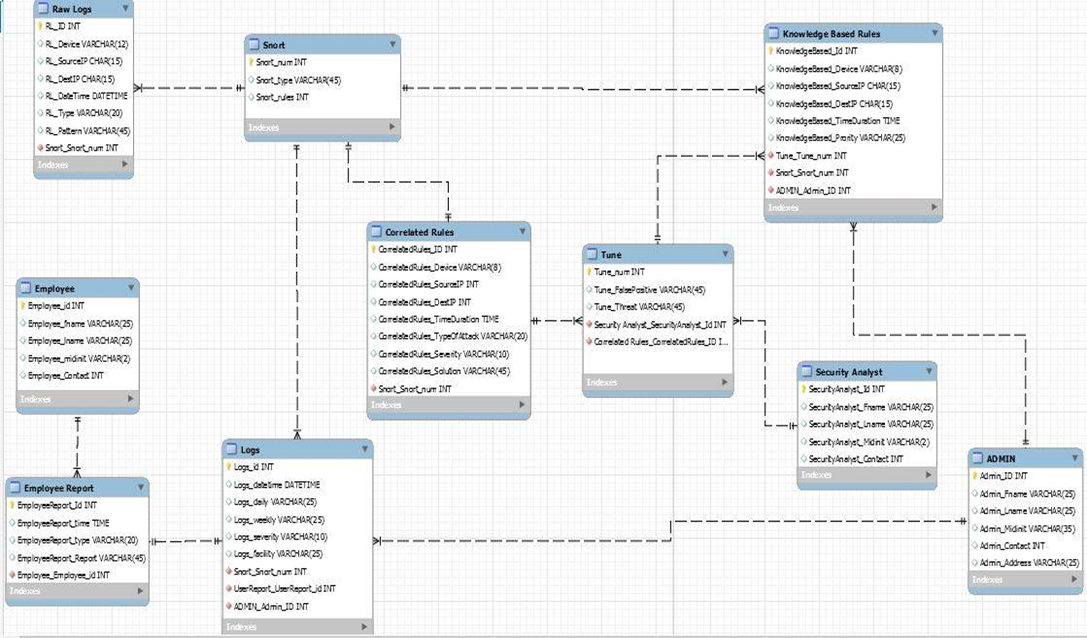 Raw Logs
RL_ID INT
RL_Device VARCHAR(12)
RL_SourceIP CHAR(15)
RL_DestIP CHAR(15)
RL_DateTime DATETIME
RL_Type VARCHAR(20)
RL_Pattern VARCHAR(45)
Snort_Snort_num INT
Indexes
Snort
Snort_num INT
Snort_type VARCHAR(45)
Snort_rules INT
Indexes
Knowledge Based Rules
KnowledgeBased_Id INT
KnowledgeBased_Device VARCHAR(8)
KnowledgeBased_SourceIP CHAR(15)
KnowledgeBased_DestIP CHAR(15)
KnowledgeBased_TimeDuration TIME
KnowledgeBased_Prority VARCHAR(25)
Tune_Tune_num INT
Snort_Snort_num INT
ADMIN_Admin_ID INT
Indexes
Correlated Rules
CorrelatedRules_ID INT
CorrelatedRules_Device VARCHAR(8)
CorrelatedRules_SourceIP INT
CorrelatedRules_DestIP INT
CorrelatedRules_TimeDuration TIME
CorrelatedRules_TypeOfAttack VARCHAR(20)
CorrelatedRules_Severity VARCHAR(10)
CorrelatedRules_Solution VARCHAR(45)
Snort_Snort_num INT
Indexes
Tune
Tune_num INT
Tune_FalsePositive VARCHAR(45)
Tune_Threat VARCHAR(45)
Security Analyst_SecurityAnalyst_Id INT
Correlated Rules_CorrelatedRules_ID I...
Indexes
Employee
Employee_id INT
Employee_fname VARCHAR(25)
Employee_lname VARCHAR(25)
Employee_midinit VARCHAR(2)
Employee_Contact INT
Indexes
Security Analyst
SecurityAnalyst_Id INT
SecurityAnalyst_Fname VARCHAR(25)
SecurityAnalyst_Lname VARCHAR(25)
SecurityAnalyst_Midinit VARCHAR(2)
SecurityAnalyst_Contact INT
Indexes
Logs
Logs_id INT
Logs_datetime DATETIME
Logs_daily VARCHAR(25)
Logs_weekly VARCHAR(25)
Logs_severity VARCHAR(10)
Logs_facility VARCHAR(25)
Snort_Snort_num INT
UserReport_UserReport_id INT
ADMIN_Admin_ID INT
Indexes
Employee Report
EmployeeReport_Id INT
EmployeeReport_time TIME
EmployeeReport_type VARCHAR(20)
EmployeeReport_Report VARCHAR(45)
Employee_Employee_id INT
Indexes
ADMIN
Admin_ID INT
Admin_Fname VARCHAR(25)
Admin_Lname VARCHAR(25)
Admin_Midinit VARCHAR(35)
Admin_Contact INT
Admin_Address VARCHAR(25)
Indexes